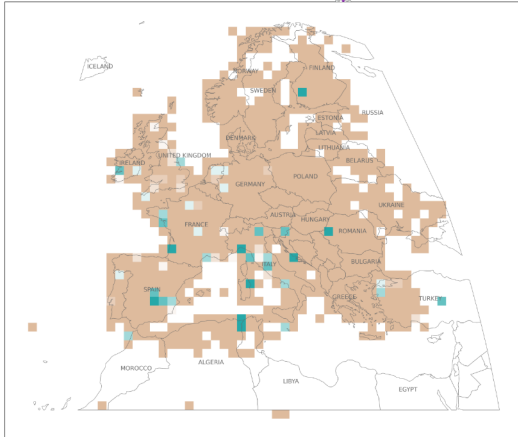 ICELAND
FINLAND
NORWAY
SWEDEN
RUSSIA
ESTONIA
LATVIA
DENMARK
LITHUANIA
UNITED KINGDOM
IRELAND
BELARUS
POLAND
GERMANY
UKRAINE
AUSTRIA
HUNGARY
FRANCE
ROMANIA
BULGARIA
ITALY
SPAIN
GREECE
TURKEY
ALGERIA
MOROCCO
LIBYA
EGYPT